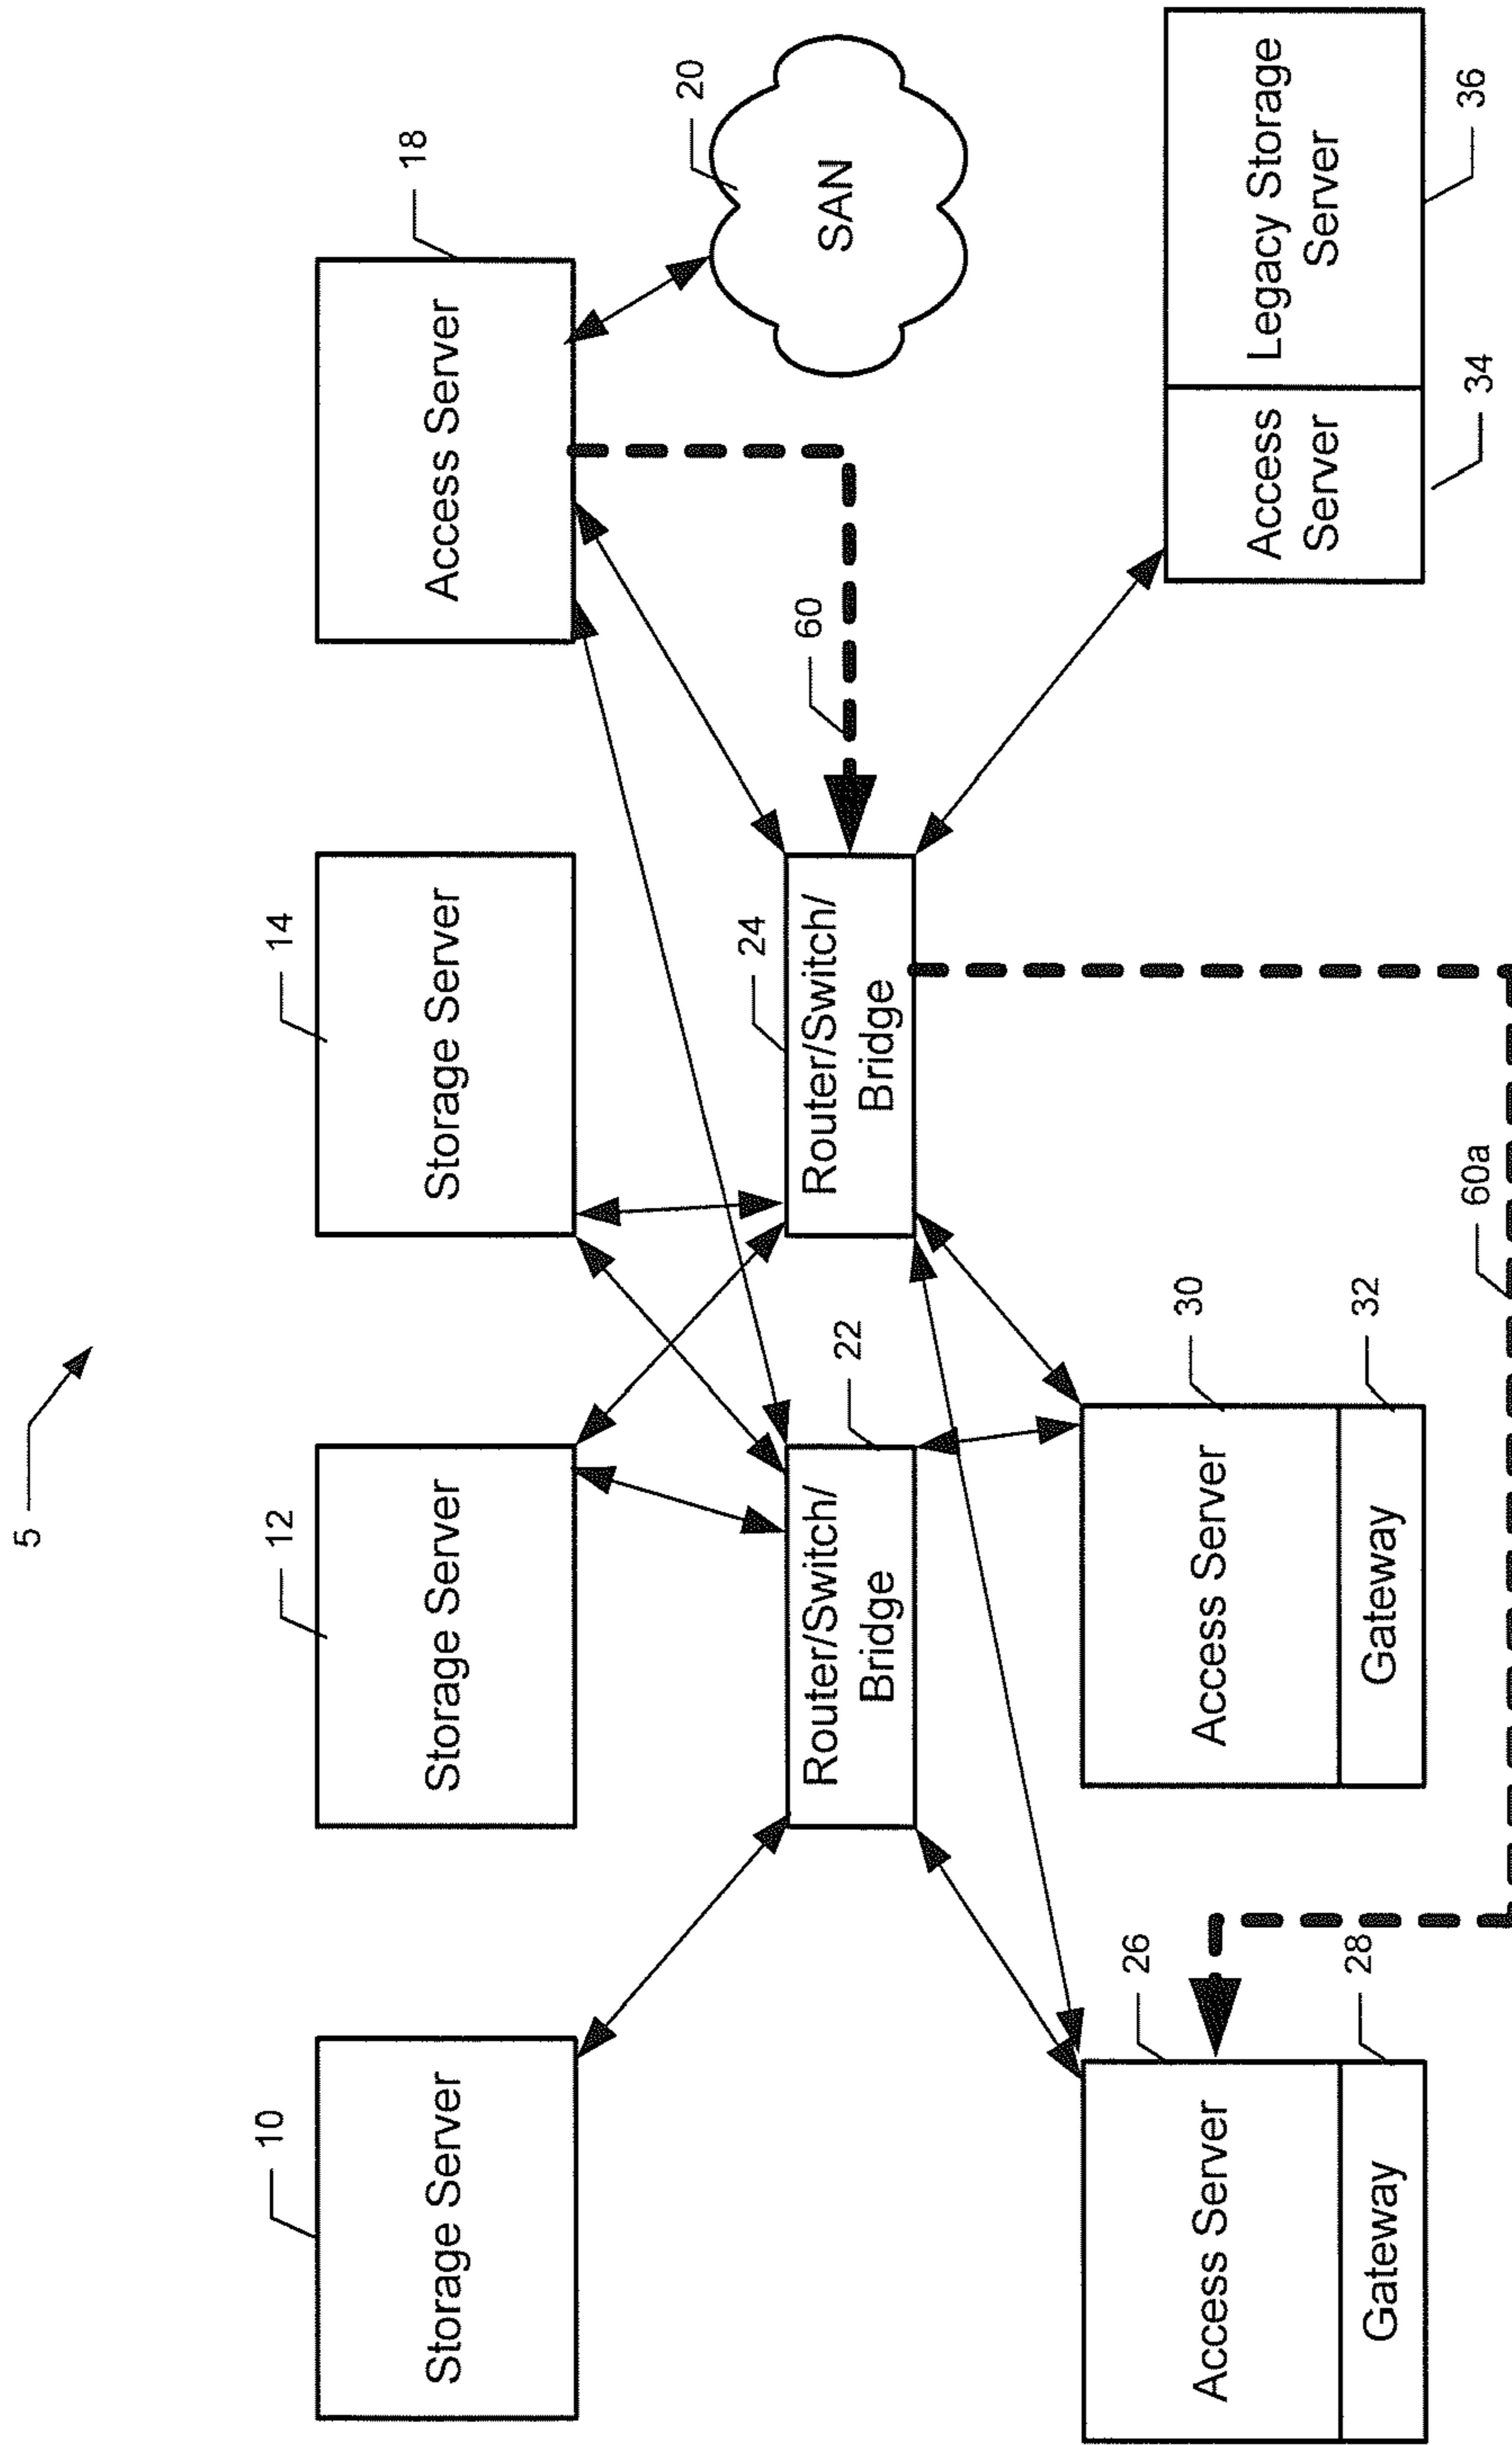 5
10
12
14
18
Storage Server
Storage Server
Storage Server
Access Server
20
SAN
22
24
60
Router/Switch/
Bridge
Router/Switch/
Bridge
26
30
Access Server
Access Server
Access
Server
Legacy Storage
Server
28
32
Gateway
Gateway
34
36
60a